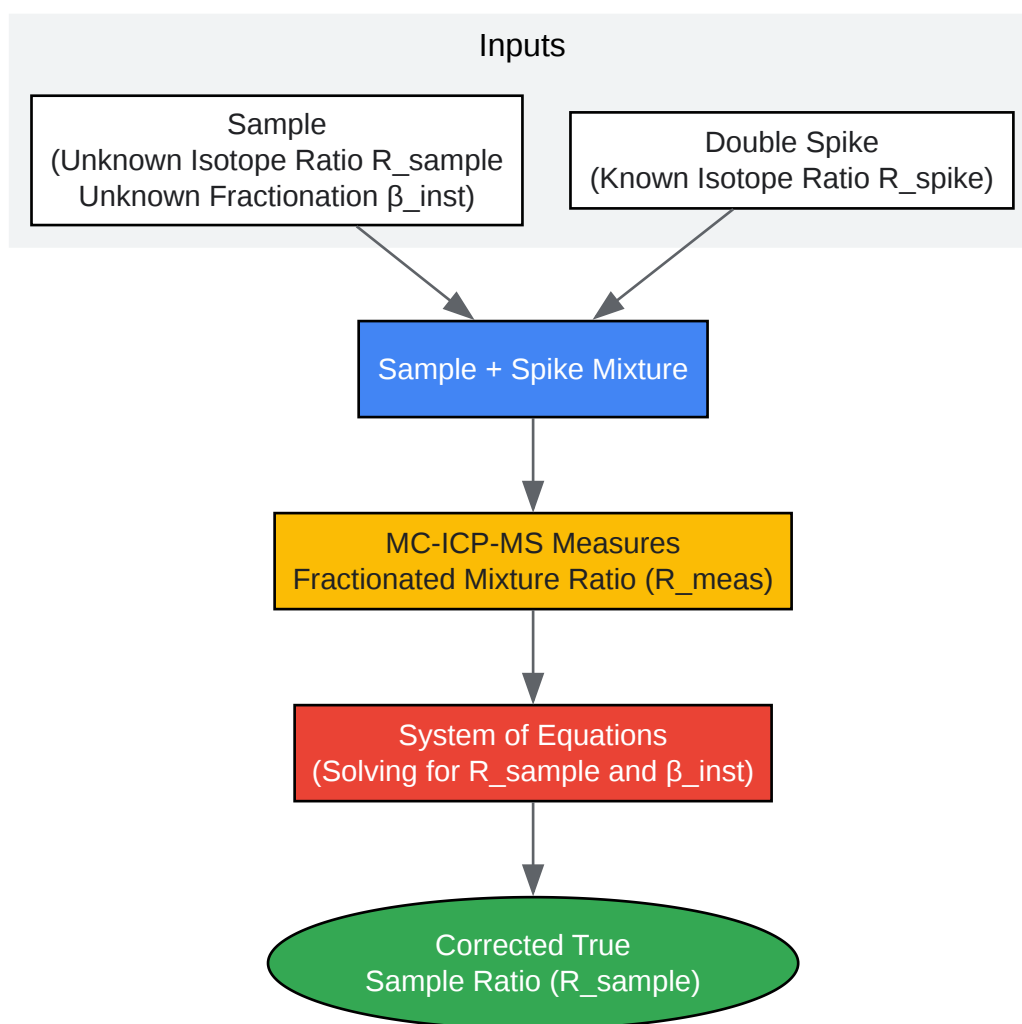 Inputs
Sample
(Unknown Isotope Ratio R_sample
Unknown Fractionation β_inst)
Double Spike
(Known Isotope Ratio R_spike)
Sample + Spike Mixture
MC-ICP-MS Measures
Fractionated Mixture Ratio (R_meas)
System of Equations
(Solving for R_sample and β_inst)
Corrected True
Sample Ratio (R_sample)